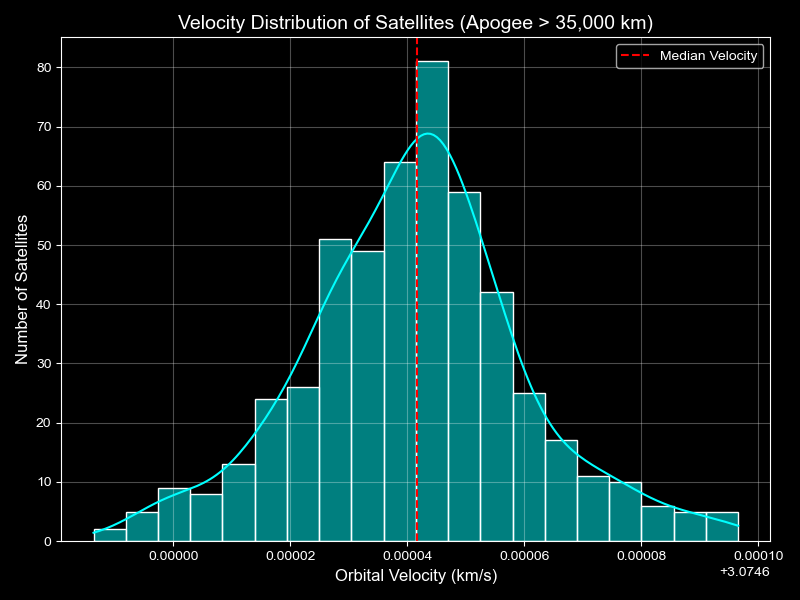 Velocity Distribution of Satellites (Apogee > 35,000 km)
Median Velocity
Number of Satellites
80
70
60
50
40
30
20
10
0
0.00000 0.00002 0.00004 0.00006 0.00008 0.00010
+3.0746
Orbital Velocity (km/s)